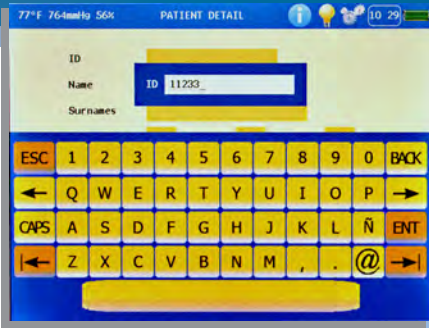 77°F 764mmHg 56% PATIENT DETAIL 10 29
ID
Name ID 11233_
Surnames
ESC 1 2 3 4 5 6 7 8 9 0 BACK
Q W E R T Y U I O P
CAPS A S D F G H J K L Ñ ENT
Z X C V B N M , . @